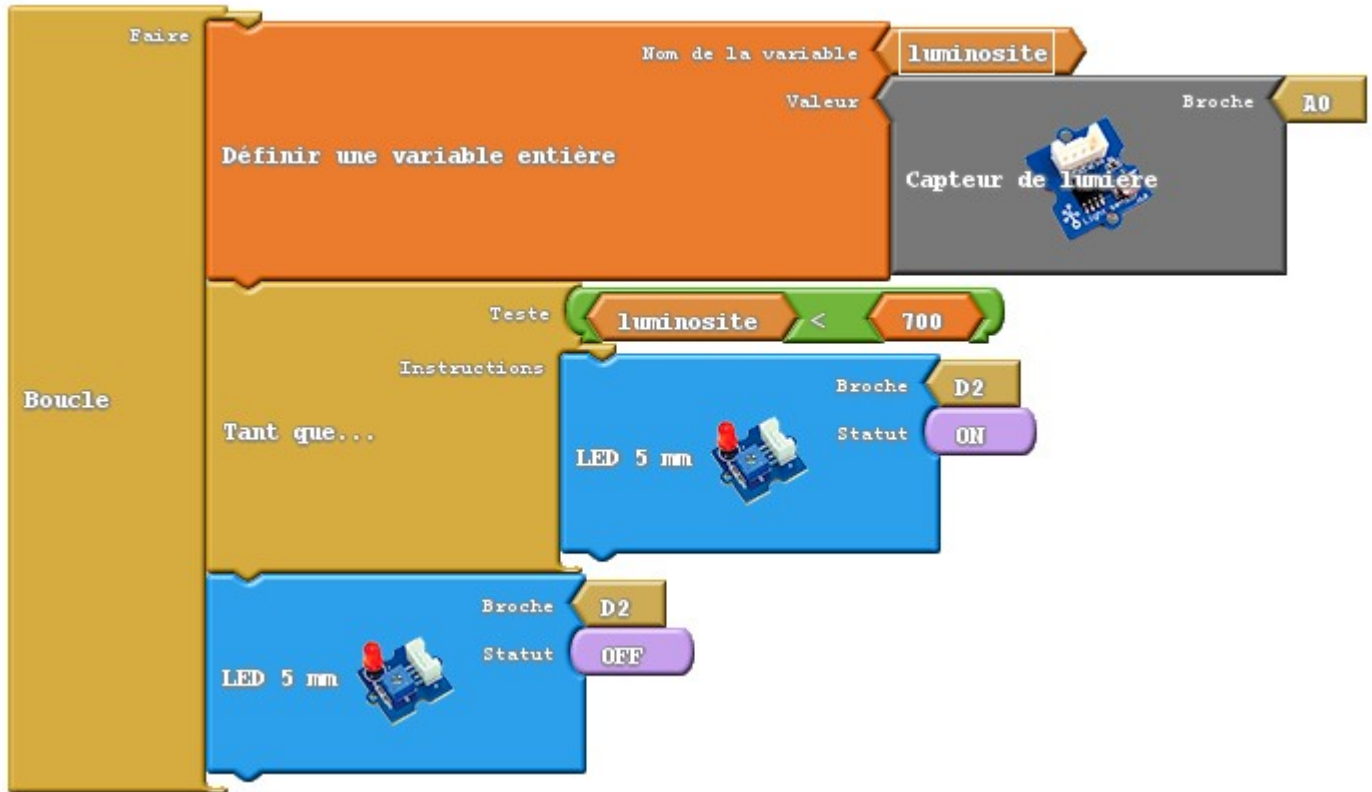 Faire
Nom de la variable luminosite
Valeur Broche A0
Définir une variable entière
Capteur de lumière
Teste luminosite < 700
Instructions
Boucle
Broche D2
Tant que...
Statut ON
LED 5 mm
Broche D2
Statut OFF
LED 5 mm